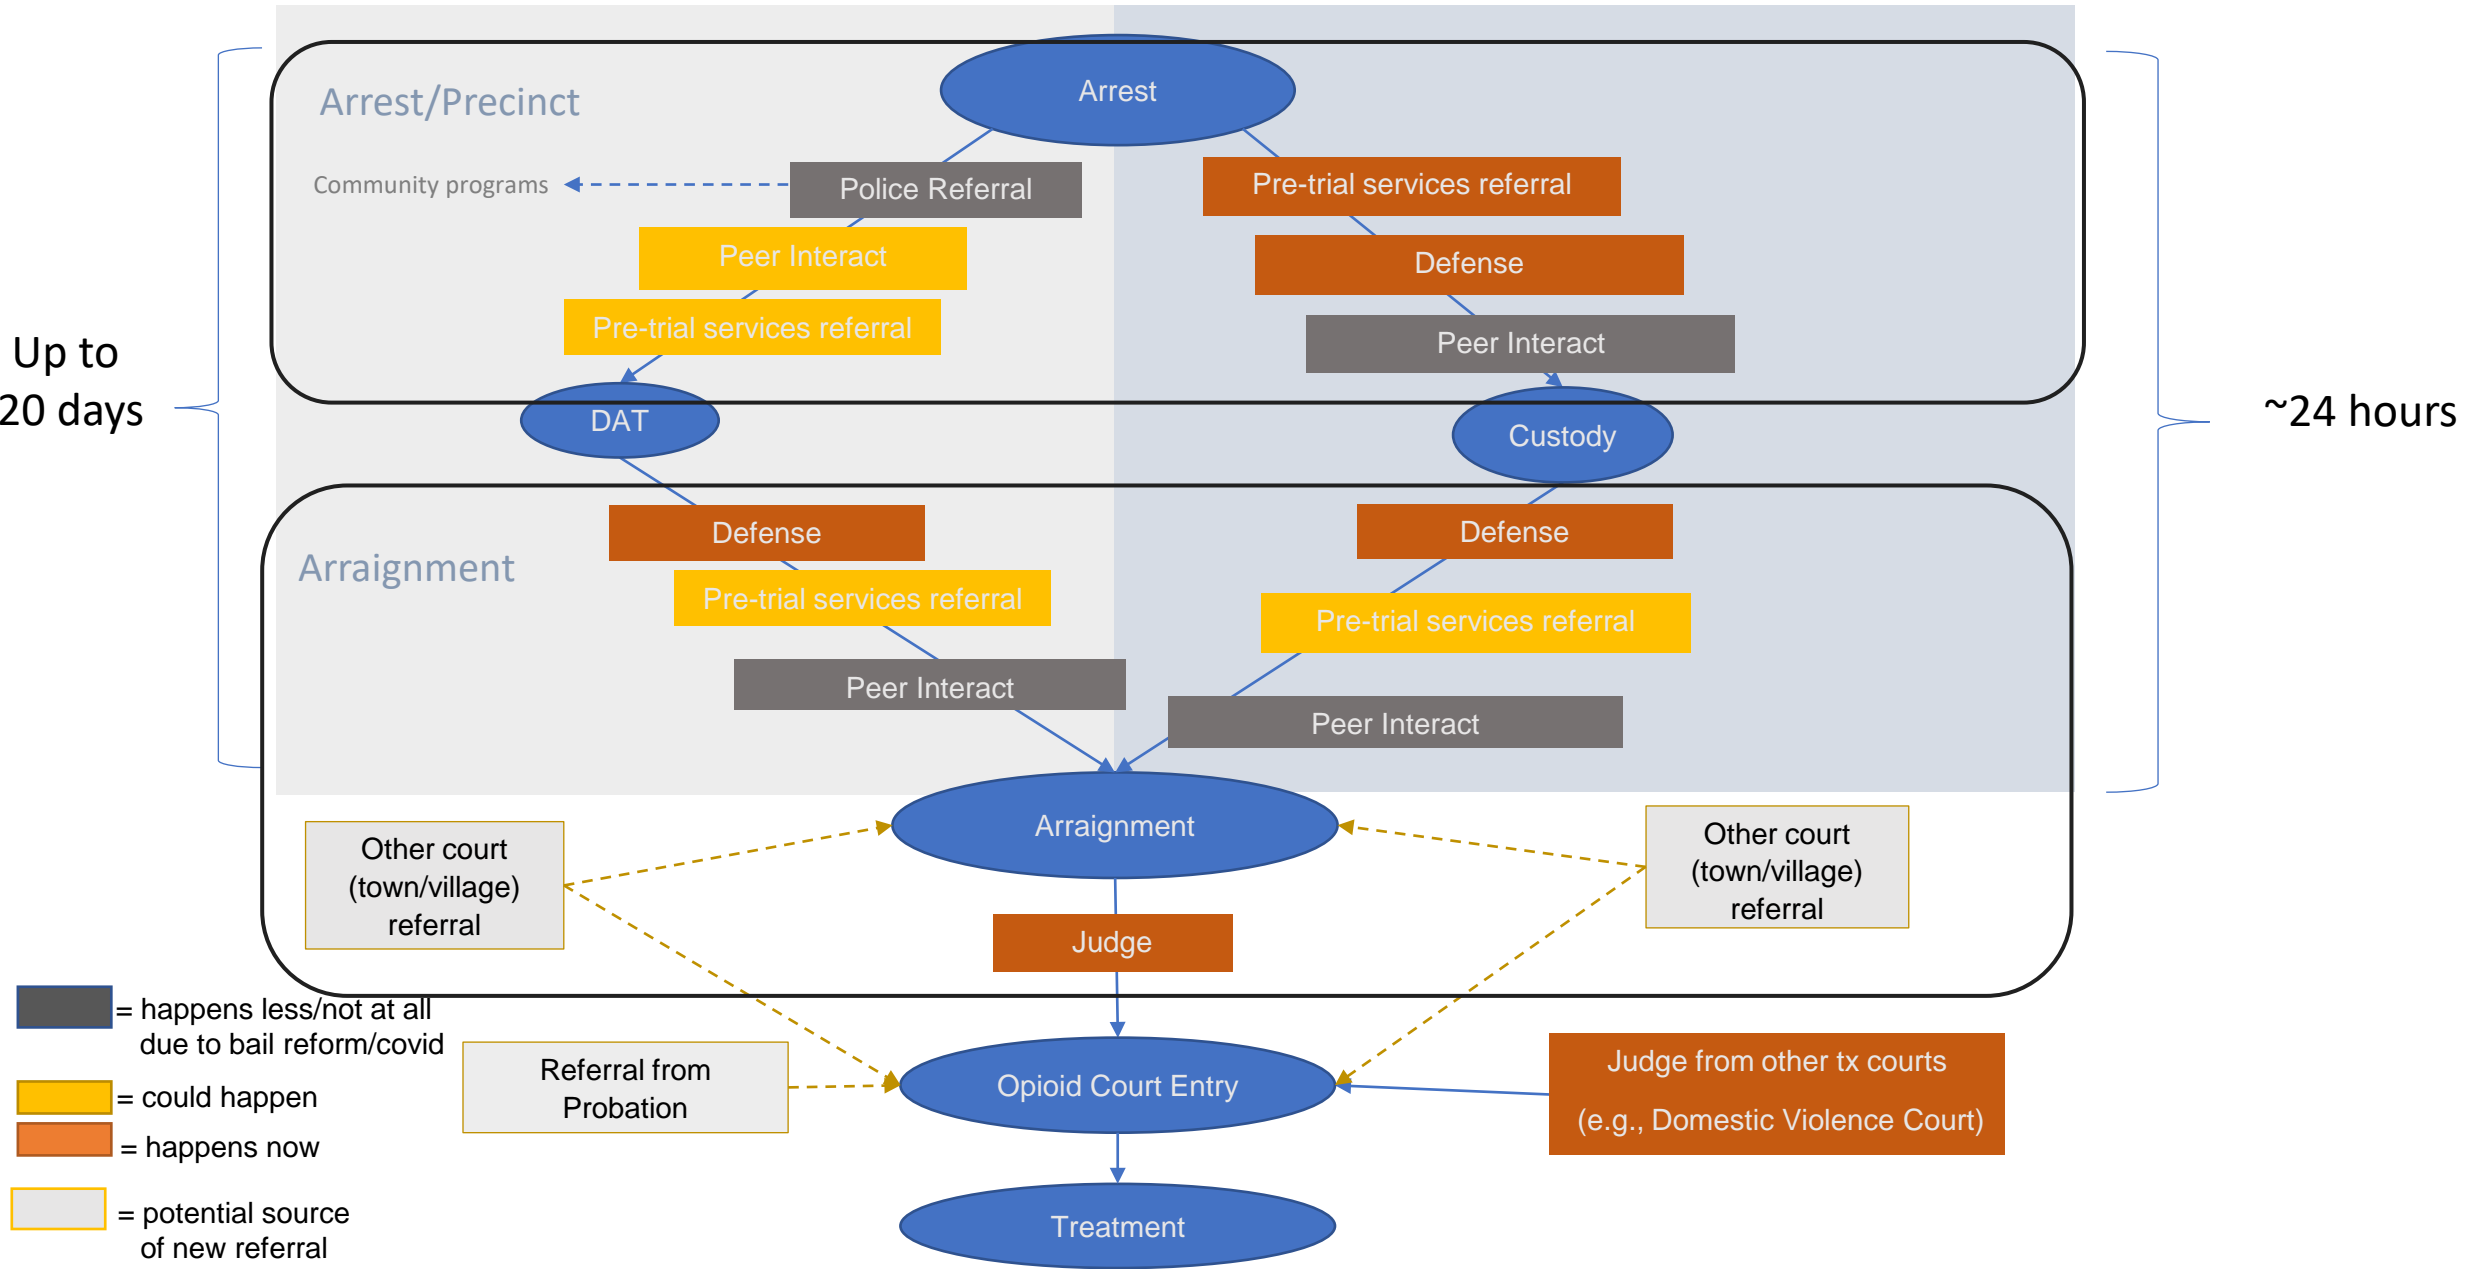 Arrest
Arrest/Precinct
Community programs
Police Referral
Pre-trial services referral
Peer Interact
Defense
Pre-trial services referral
Peer Interact
Up to
20 days
~24 hours
DAT
Custody
Arraignment
Defense
Defense
Pre-trial services referral
Pre-trial services referral
Peer Interact
Peer Interact
Arraignment
Other court
(town/village)
referral
Other court
(town/village)
referral
Judge
= happens less/not at all
due to bail reform/covid
= could happen
= happens now
= potential source
of new referral
Referral from
Probation
Opioid Court Entry
Judge from other tx courts
(e.g., Domestic Violence Court)
Treatment